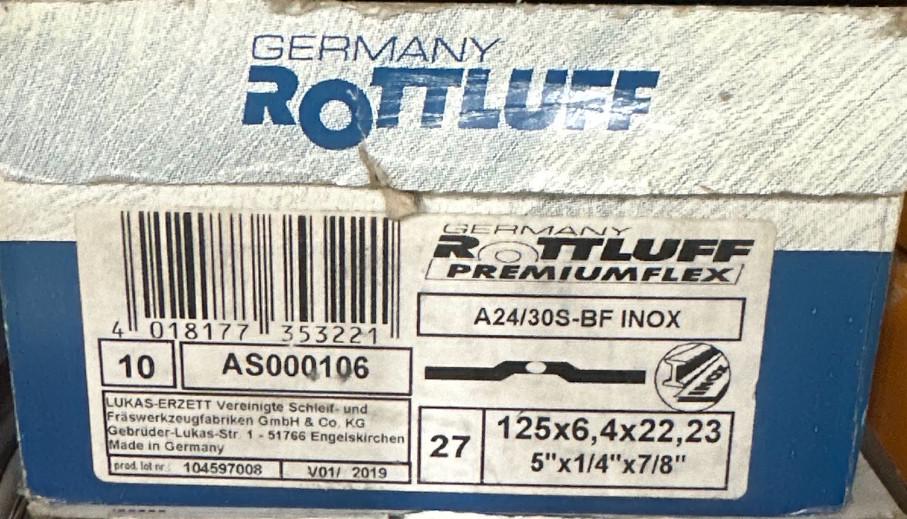 GERMANY
ROTTLUFF
GERMANY
ROTTLUFF
PREMIUMFLEX
A24/30S-BF INOX
INOX
4 018177 353221
10 AS000106
LUKAS-ERZETT Vereinigte Schleif- und
Fräswerkzeugfabriken GmbH & Co. KG
Gebrüder-Lukas-Str. 1 - 51766 Engelskirchen
Made in Germany
prod. lot nr.: 104597008 V01/ 2019
27 125x6,4x22,23
5"x1/4"x7/8"